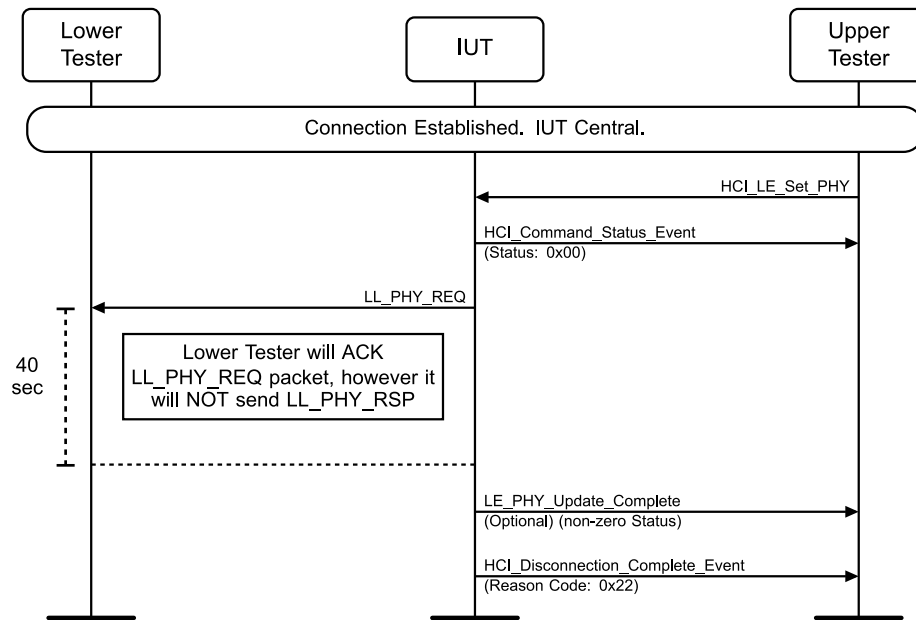 Lower
Tester
IUT
Upper
Tester
Connection Established. IUT Central.
HCI_LE_Set_PHY
HCI_Command_Status_Event
(Status: 0x00)
LL_PHY_REQ
40
sec
Lower Tester will ACK
LL_PHY_REQ packet, however it
will NOT send LL_PHY_RSP
LE_PHY_Update_Complete
(Optional) (non-zero Status)
HCI_Disconnection_Complete_Event
(Reason Code: 0x22)